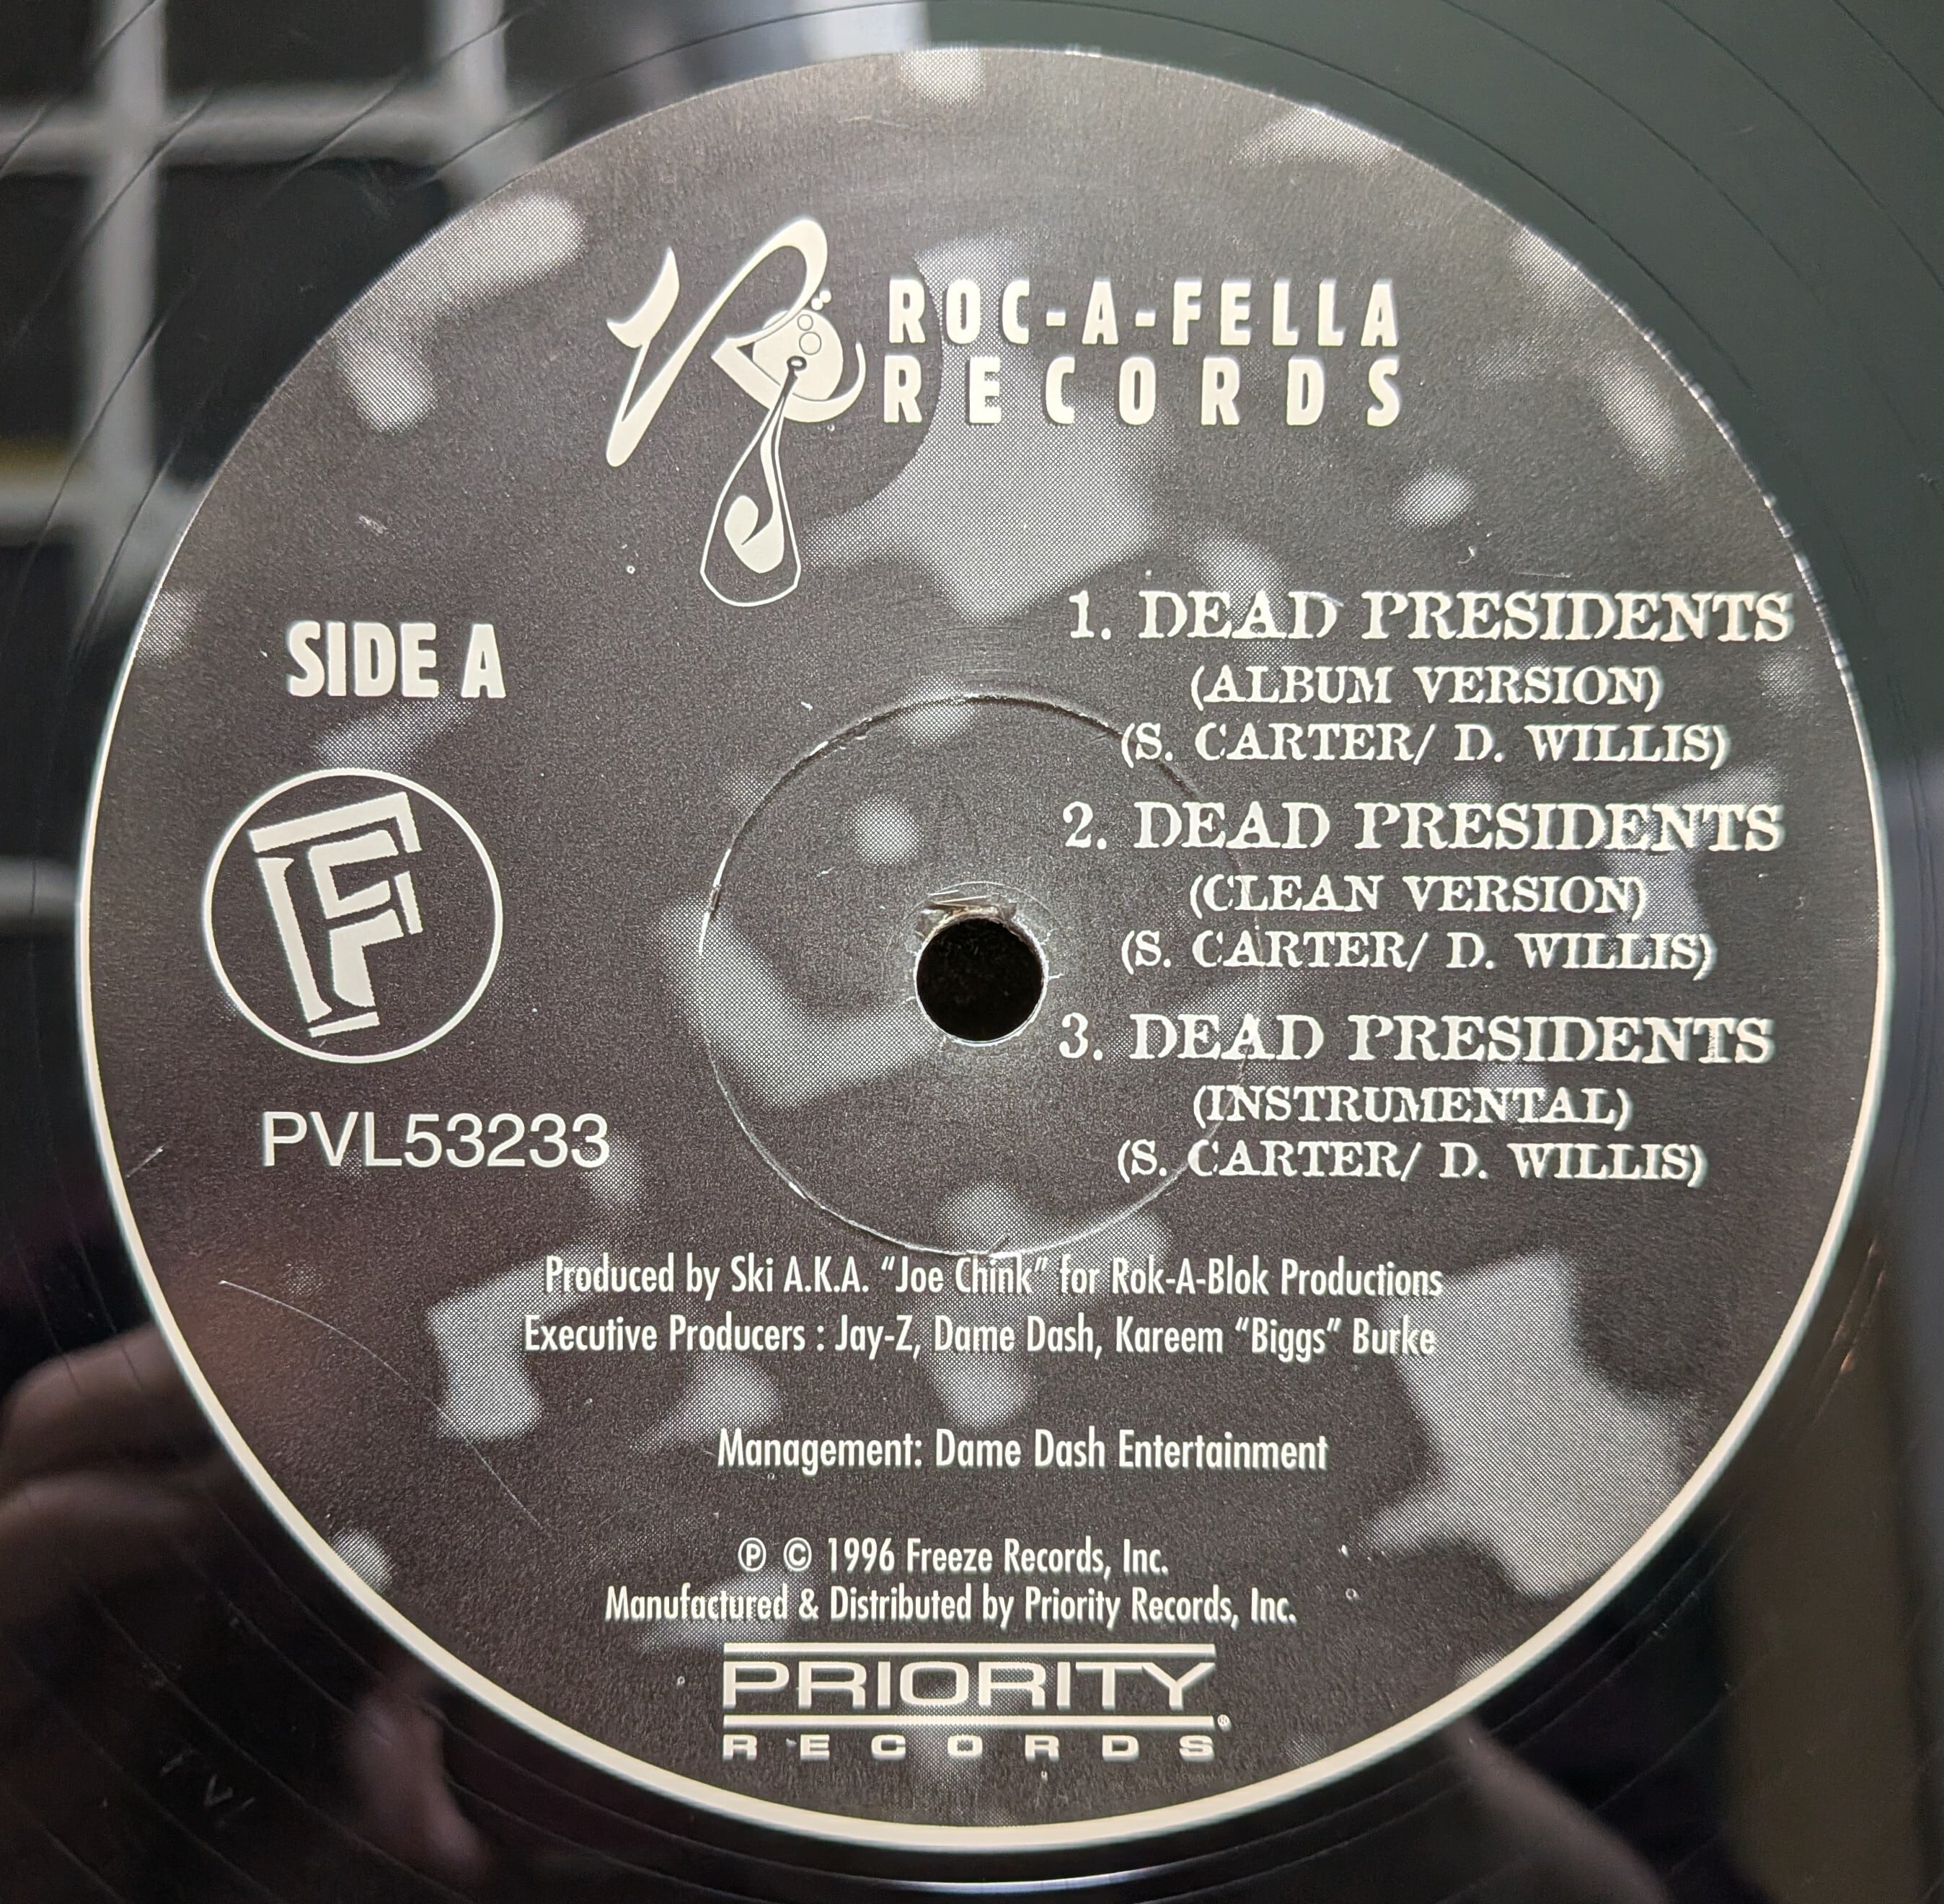 ROC-A-FELLA
RECORDS
SIDE A
F
PVL53233
1. DEAD PRESIDENTS
(ALBUM VERSION)
(S. CARTER/ D. WILLIS)
2. DEAD PRESIDENTS
(CLEAN VERSION)
(S. CARTER/ D. WILLIS)
3. DEAD PRESIDENTS
(INSTRUMENTAL)
(S. CARTER/ D. WILLIS)
Produced by Ski A.K.A. “Joe Chink” for Rok-A-Blok Productions
Executive Producers : Jay-Z, Dame Dash, Kareem “Biggs” Burke
Management: Dame Dash Entertainment
℗ © 1996 Freeze Records, Inc.
Manufactured & Distributed by Priority Records, Inc.
PRIORITY
RECORDS®